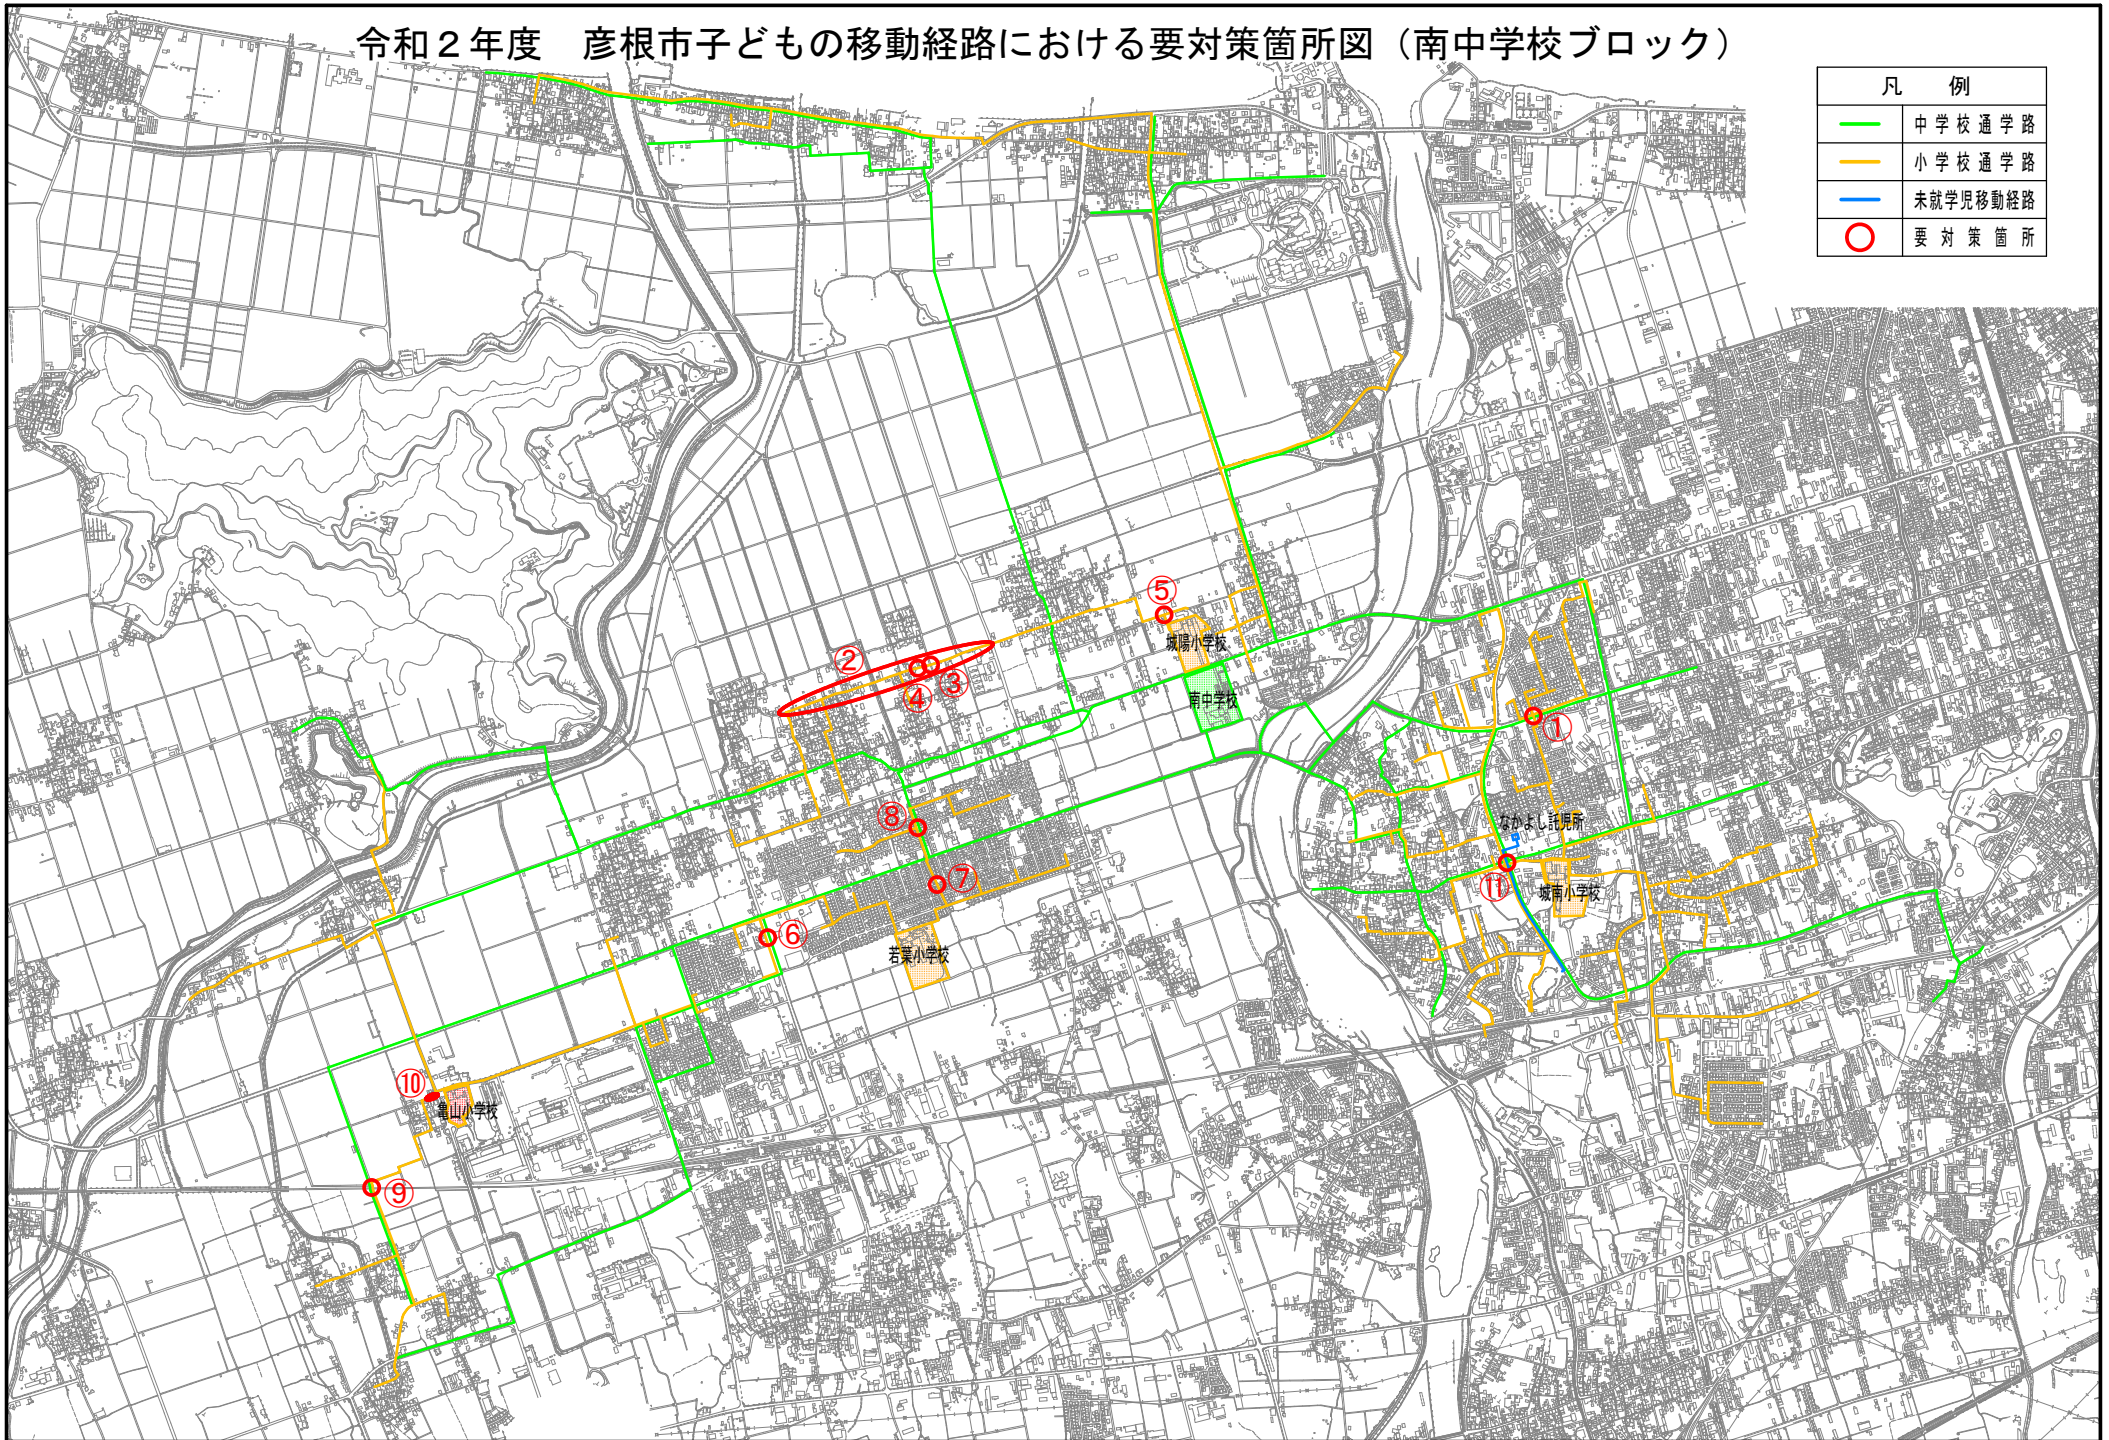 令和２年度　彦根市子どもの移動経路における要対策箇所図（南中学校ブロック）
凡　例
中学校通学路
小学校通学路
未就学児移動経路
要対策箇所
⑤
城陽小学校
②
③
④
南中学校
①
⑧
なかよし託児所
⑦
⑪
城南小学校
⑥
若葉小学校
⑩
亀山小学校
⑨